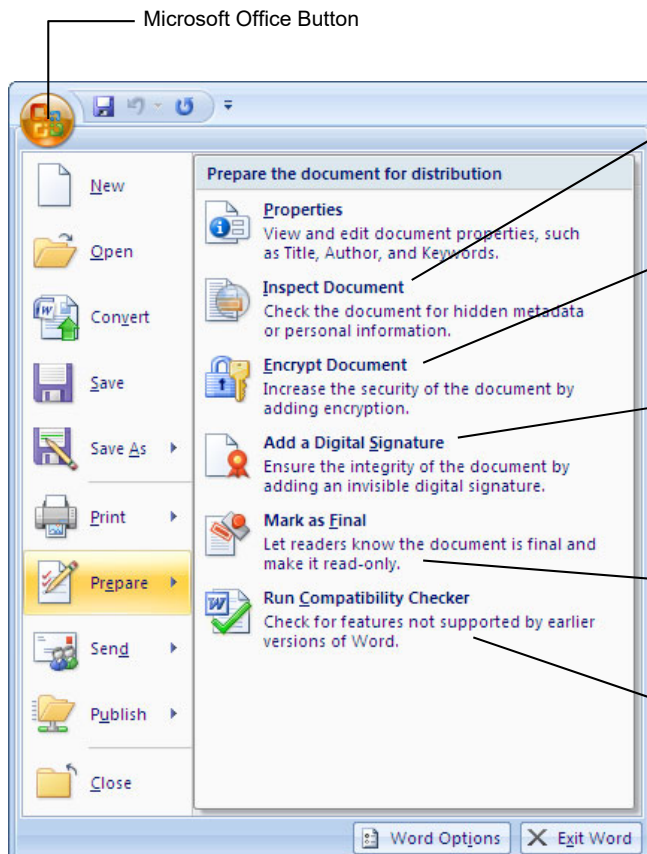 Microsoft Office Button
New
Open
Convert
Save
Save As
Print
Prepare
Send
Publish
Close
Prepare the document for distribution
Properties
View and edit document properties, such
as Title, Author, and Keywords.
Inspect Document
Check the document for hidden metadata
or personal information.
Encrypt Document
Increase the security of the document by
adding encryption.
Add a Digital Signature
Ensure the integrity of the document by
adding an invisible digital signature.
Mark as Final
Let readers know the document is final and
make it read-only.
Run Compatibility Checker
Check for features not supported by earlier
versions of Word.
Word Options
Exit Word